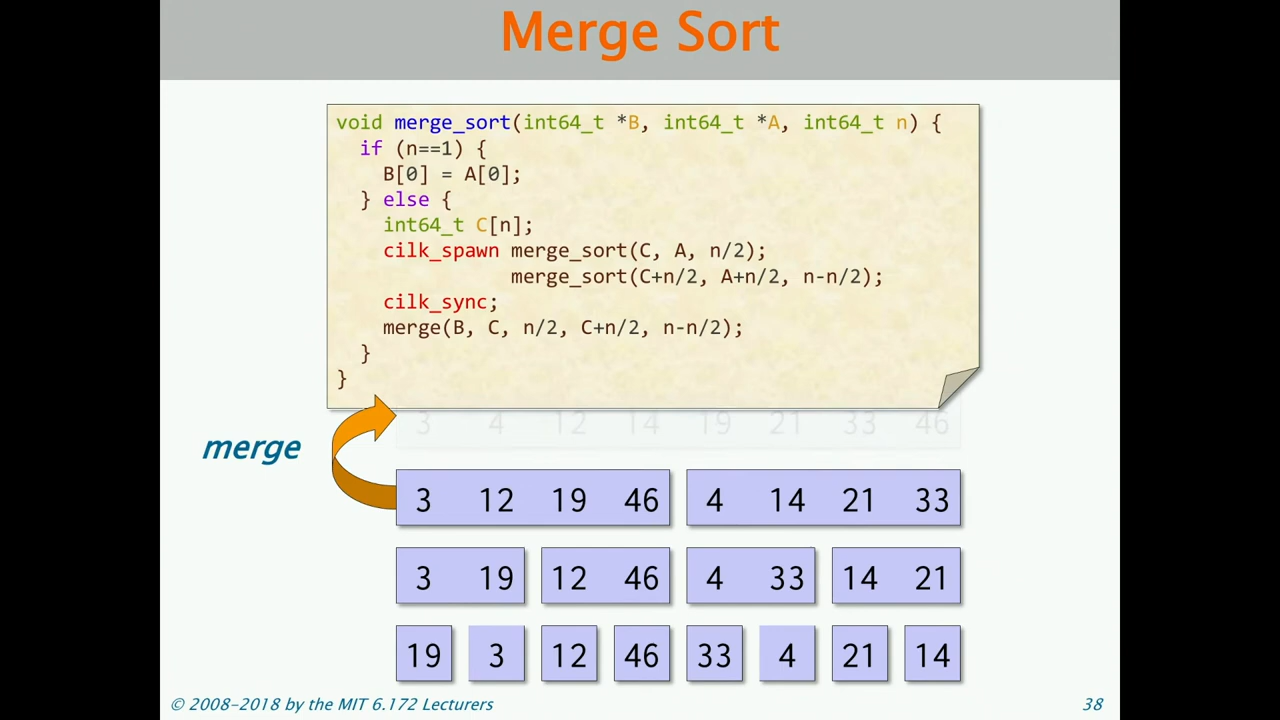 Merge Sort
void merge_sort(int64_t *B, int64_t *A, int64_t n) {
  if (n==1) {
    B[0] = A[0];
  } else {
    int64_t C[n];
    cilk_spawn merge_sort(C, A, n/2);
               merge_sort(C+n/2, A+n/2, n-n/2);
    cilk_sync;
    merge(B, C, n/2, C+n/2, n-n/2);
  }
}
3 4 12 14 19 21 33 46
merge
3 12 19 46 4 14 21 33
3 19 12 46 4 33 14 21
19 3 12 46 33 4 21 14
© 2008–2018 by the MIT 6.172 Lecturers 38